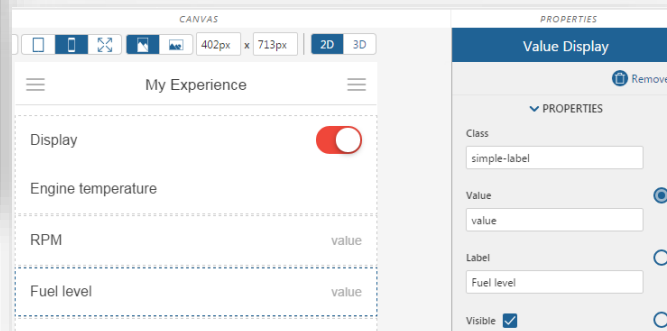 CANVAS
PROPERTIES
402px x 713px 2D 3D
Value Display
Remove
My Experience
PROPERTIES
Class
simple-label
Display
Engine temperature
Value
value
RPM value
Label
Fuel level
Fuel level value
Visible